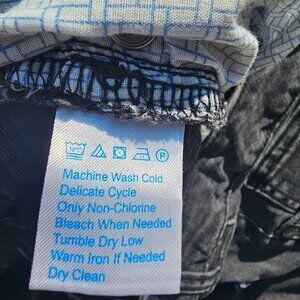 Machine Wash Cold
Delicate Cycle
Only Non-Chlorine
Bleach When Needed
Tumble Dry Low
Warm Iron If Needed
Dry Clean